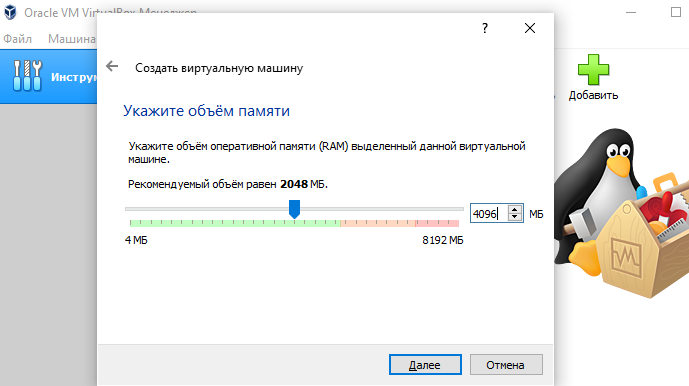 Oracle VM VirtualBox Менеджер
Файл Машина
Инструм
Добавить
?
Создать виртуальную машину
Укажите объём памяти
Укажите объём оперативной памяти (RAM) выделенный данной виртуальной
машине.
Рекомендуемый объём равен 2048 МБ.
4096 МБ
4 МБ 8192 МБ
Далее Отмена